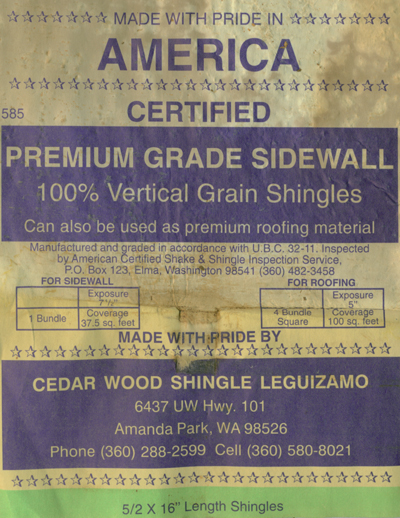 MADE WITH PRIDE IN
AMERICA
585
CERTIFIED
PREMIUM GRADE SIDEWALL
100% Vertical Grain Shingles
Can also be used as premium roofing material
Manufactured and graded in accordance with U.B.C. 32-11. Inspected
by American Certified Shake & Shingle Inspection Service,
P.O. Box 123, Elma, Washington 98541 (360) 482-3458
FOR SIDEWALL
Exposure
1 Bundle
Coverage
37.5 sq. feet
FOR ROOFING
Exposure
5"
4 Bundle
Square
Coverage
100 sq. feet
MADE WITH PRIDE BY
CEDAR WOOD SHINGLE LEGUIZAMO
6437 UW Hwy. 101
Amanda Park, WA 98526
Phone (360) 288-2599 Cell (360) 580-8021
5/2 X 16" Length Shingles